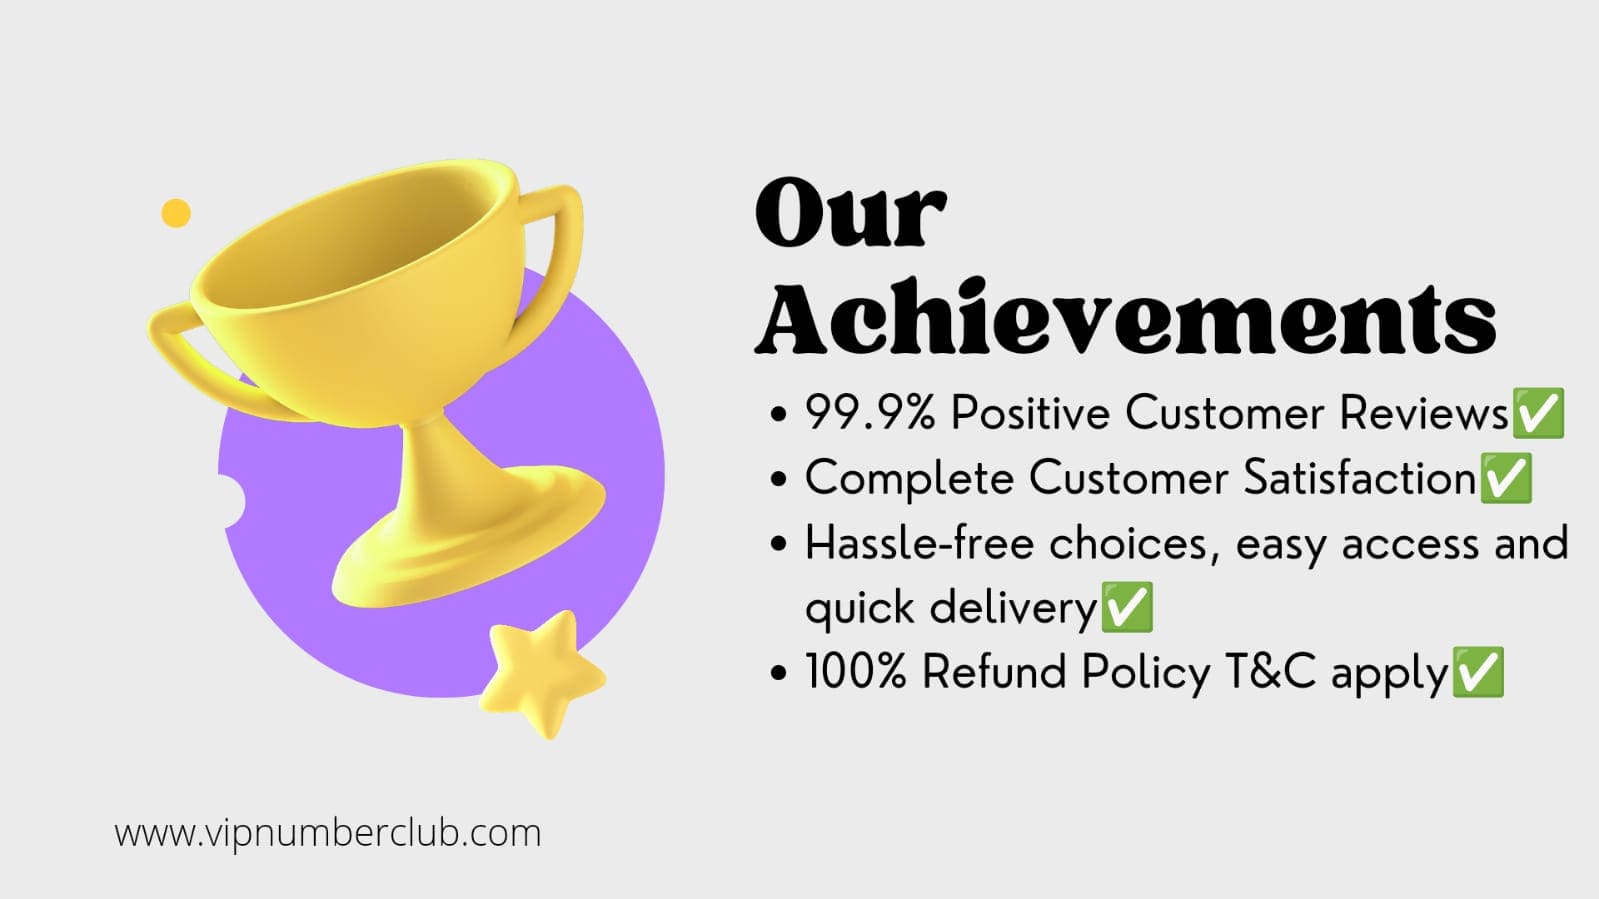 Our
Achievements
• 99.9% Positive Customer Reviews✅
• Complete Customer Satisfaction✅
• Hassle-free choices, easy access and
quick delivery✅
• 100% Refund Policy T&C apply✅
www.vipnumberclub.com